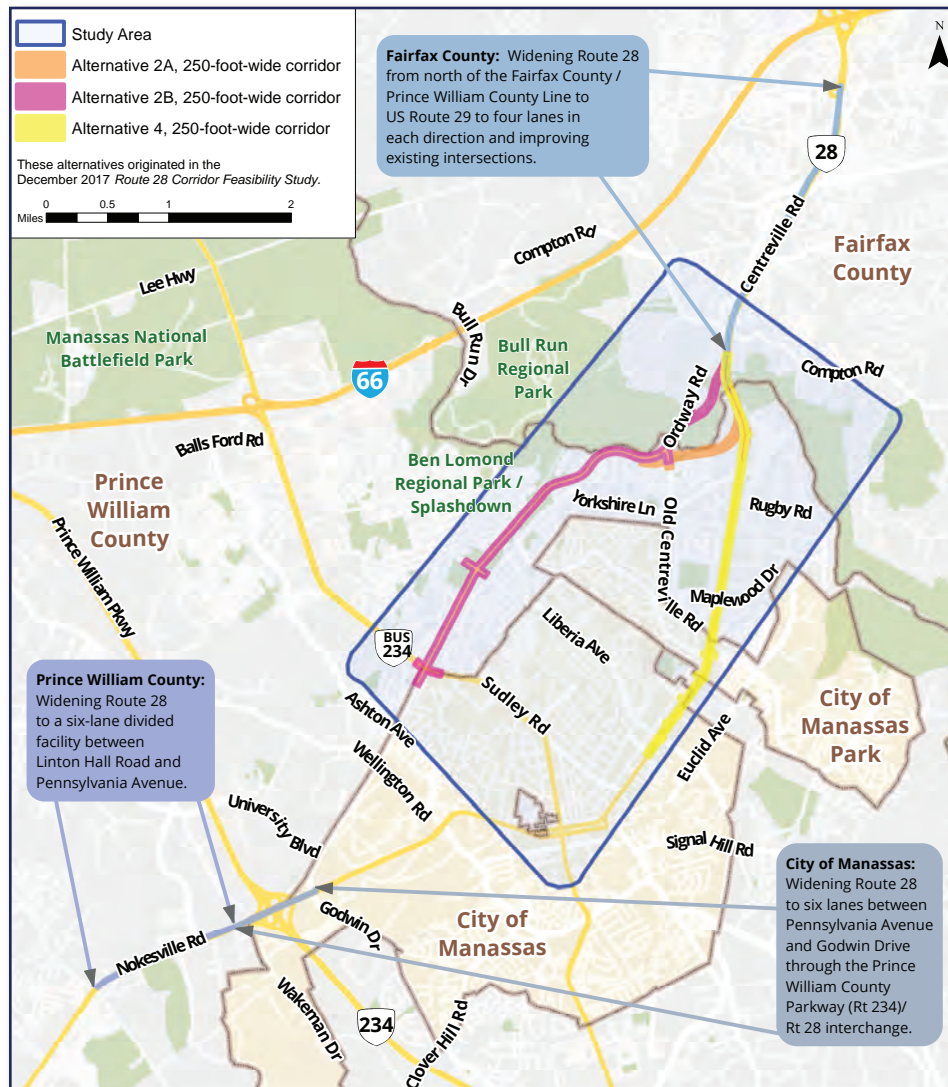 Study Area
Alternative 2A, 250-foot-wide corridor
Alternative 2B, 250-foot-wide corridor
Alternative 4, 250-foot-wide corridor
These alternatives originated in the
December 2017 Route 28 Corridor Feasibility Study.
0 0.5 1 2
Miles
Fairfax County: Widening Route 28
from north of the Fairfax County /
Prince William County Line to
US Route 29 to four lanes in
each direction and improving
existing intersections.
N
28
Centreville Rd
Fairfax
County
Compton Rd
Lee Hwy
Manassas National
Battlefield Park
Bull Run Dr
Bull Run
Regional
Park
66
Compton Rd
Ordway Rd
Balls Ford Rd
Ben Lomond
Regional Park /
Splashdown
Prince
William
County
Yorkshire Ln
Old Centreville Rd
Rugby Rd
Prince William Pkwy
Maplewood Dr
Liberia Ave
BUS
234
Sudley Rd
Ashton Ave
City of
Manassas
Park
Euclid Ave
Wellington Rd
Prince William County:
Widening Route 28
to a six-lane divided
facility between
Linton Hall Road and
Pennsylvania Avenue.
University Blvd
Signal Hill Rd
City of Manassas:
Widening Route 28
to six lanes between
Pennsylvania Avenue
and Godwin Drive
through the Prince
William County
Parkway (Rt 234)/
Rt 28 interchange.
Godwin Dr
City of
Manassas
Nokesville Rd
Wakeman Dr
234
Clover Hill Rd